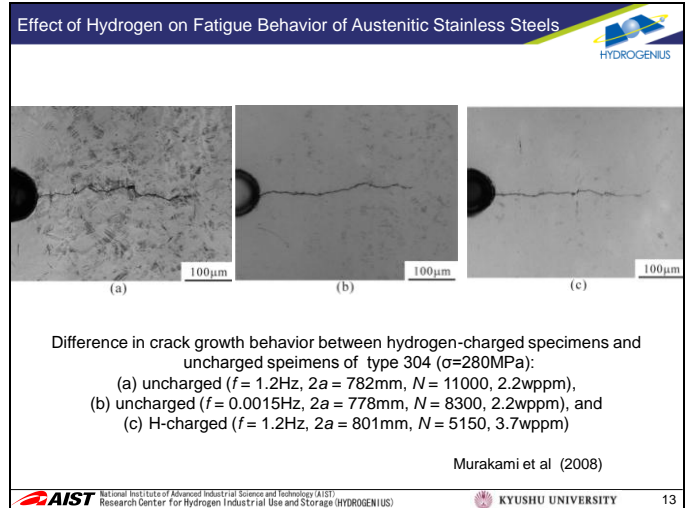 Effect of Hydrogen on Fatigue Behavior of Austenitic Stainless Steels
HYDROGENIUS
100μm
100μm
100μm
(a)
(b)
(c)
Difference in crack growth behavior between hydrogen-charged specimens and
uncharged speimens of type 304 (σ=280MPa):
(a) uncharged (f = 1.2Hz, 2a = 782mm, N = 11000, 2.2wppm),
(b) uncharged (f = 0.0015Hz, 2a = 778mm, N = 8300, 2.2wppm), and
(c) H-charged (f = 1.2Hz, 2a = 801mm, N = 5150, 3.7wppm)
Murakami et al (2008)
AIST
National Institute of Advanced Industrial Science and Technology (AIST)
Research Center for Hydrogen Industrial Use and Storage (HYDROGENIUS)
KYUSHU UNIVERSITY
13